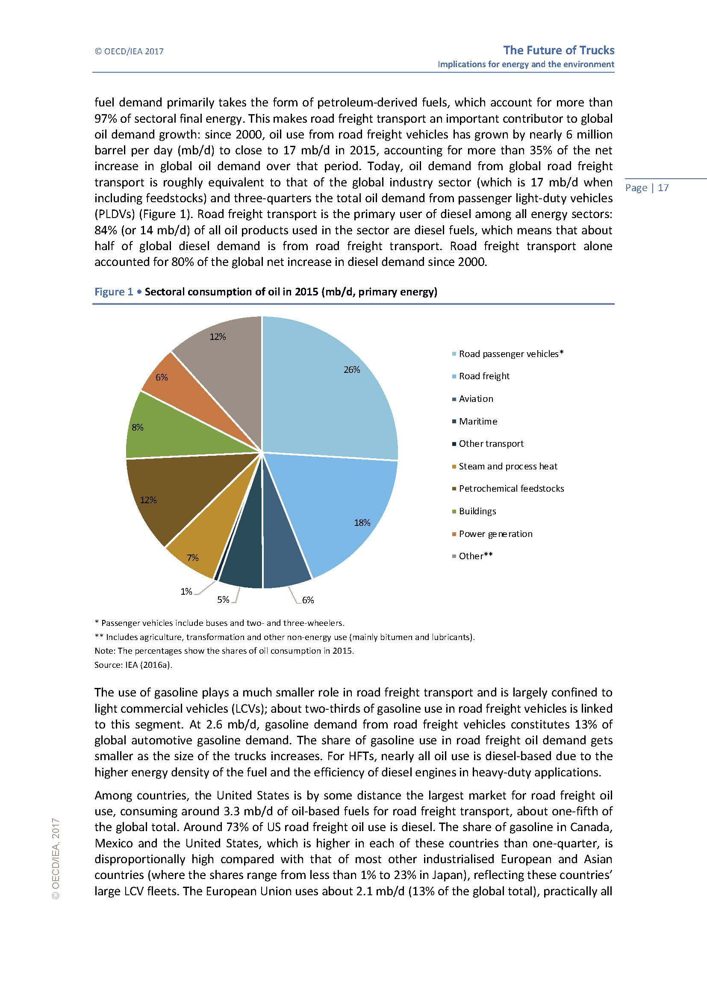 © OECD/IEA 2017
The Future of Trucks
Implications for energy and the environment
fuel demand primarily takes the form of petroleum-derived fuels, which account for more than
97% of sectoral final energy. This makes road freight transport an important contributor to global
oil demand growth: since 2000, oil use from road freight vehicles has grown by nearly 6 million
barrel per day (mb/d) to close to 17 mb/d in 2015, accounting for more than 35% of the net
increase in global oil demand over that period. Today, oil demand from global road freight
transport is roughly equivalent to that of the global industry sector (which is 17 mb/d when
including feedstocks) and three-quarters the total oil demand from passenger light-duty vehicles
(PLDVs) (Figure 1). Road freight transport is the primary user of diesel among all energy sectors:
84% (or 14 mb/d) of all oil products used in the sector are diesel fuels, which means that about
half of global diesel demand is from road freight transport. Road freight transport alone
accounted for 80% of the global net increase in diesel demand since 2000.
Page | 17
Figure 1 • Sectoral consumption of oil in 2015 (mb/d, primary energy)
12%
26%
6%
8%
12%
18%
7%
1%
5%
6%
Road passenger vehicles*
Road freight
Aviation
Maritime
Other transport
Steam and process heat
Petrochemical feedstocks
Buildings
Power generation
Other**
* Passenger vehicles include buses and two- and three-wheelers.
** Includes agriculture, transformation and other non-energy use (mainly bitumen and lubricants).
Note: The percentages show the shares of oil consumption in 2015.
Source: IEA (2016a).
The use of gasoline plays a much smaller role in road freight transport and is largely confined to
light commercial vehicles (LCVs); about two-thirds of gasoline use in road freight vehicles is linked
to this segment. At 2.6 mb/d, gasoline demand from road freight vehicles constitutes 13% of
global automotive gasoline demand. The share of gasoline use in road freight oil demand gets
smaller as the size of the trucks increases. For HFTs, nearly all oil use is diesel-based due to the
higher energy density of the fuel and the efficiency of diesel engines in heavy-duty applications.
Among countries, the United States is by some distance the largest market for road freight oil
use, consuming around 3.3 mb/d of oil-based fuels for road freight transport, about one-fifth of
the global total. Around 73% of US road freight oil use is diesel. The share of gasoline in Canada,
Mexico and the United States, which is higher in each of these countries than one-quarter, is
disproportionally high compared with that of most other industrialised European and Asian
countries (where the shares range from less than 1% to 23% in Japan), reflecting these countries’
large LCV fleets. The European Union uses about 2.1 mb/d (13% of the global total), practically all
© OECD/IEA, 2017